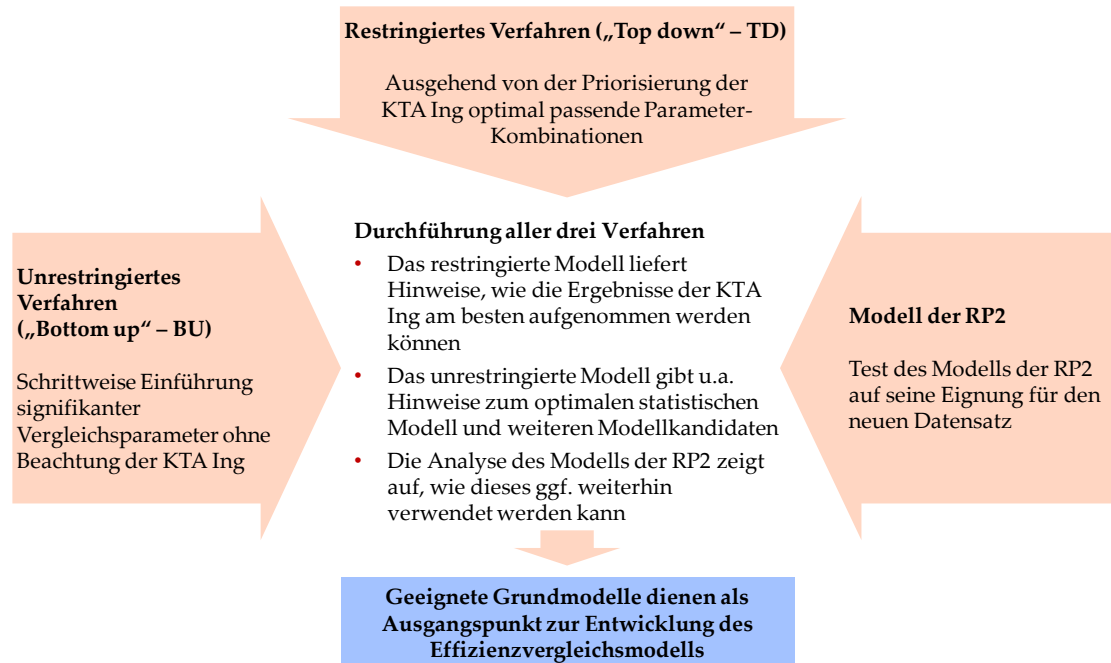 Restringiertes Verfahren („Top down“ – TD)
Ausgehend von der Priorisierung der
KTA Ing optimal passende Parameter-
Kombinationen
Unrestringiertes
Verfahren
(„Bottom up“ – BU)
Schrittweise Einführung
signifikanter
Vergleichsparameter ohne
Beachtung der KTA Ing
Durchführung aller drei Verfahren
• Das restringierte Modell liefert
Hinweise, wie die Ergebnisse der KTA
Ing am besten aufgenommen werden
können
• Das unrestringierte Modell gibt u.a.
Hinweise zum optimalen statistischen
Modell und weiteren Modellkandidaten
• Die Analyse des Modells der RP2 zeigt
auf, wie dieses ggf. weiterhin
verwendet werden kann
Modell der RP2
Test des Modells der RP2
auf seine Eignung für den
neuen Datensatz
Geeignete Grundmodelle dienen als
Ausgangspunkt zur Entwicklung des
Effizienzvergleichsmodells